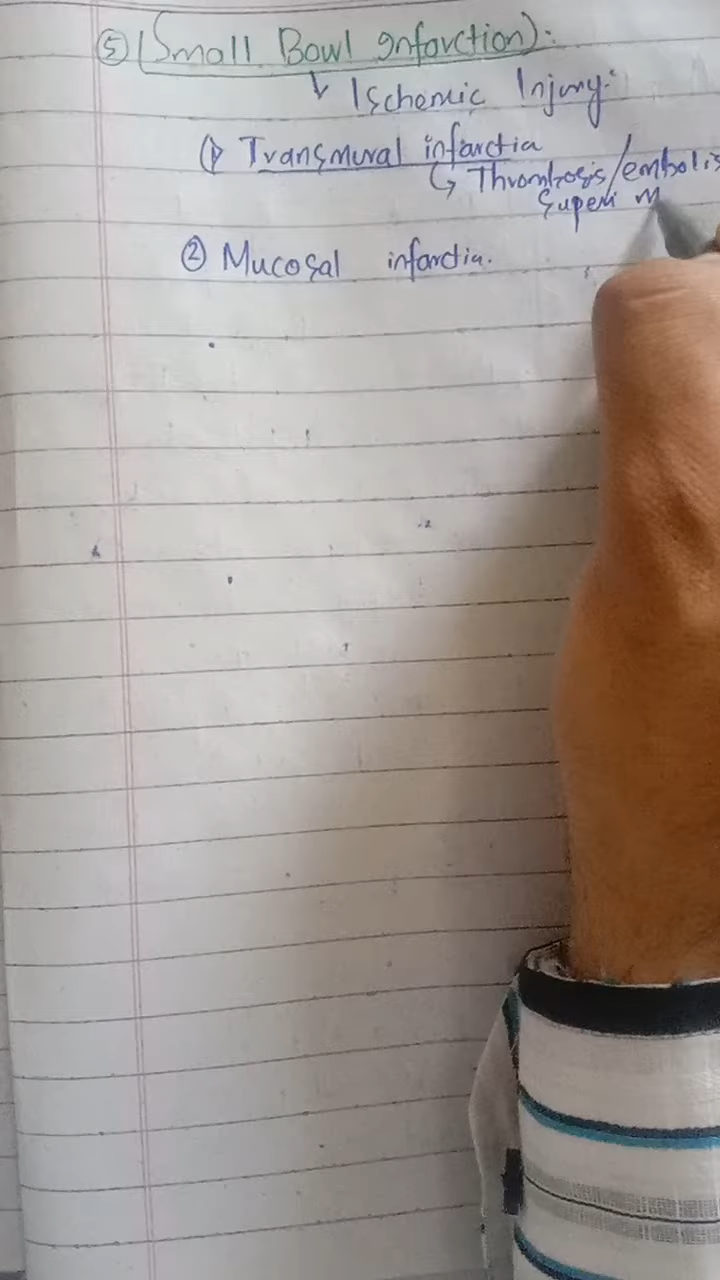 ⑤ (Small Bowl Infarction):
↓ Ischemic Injury:
① Transmural infarctia
↳ Thrombosis/embolis
Superi m
② Mucosal infarctia.